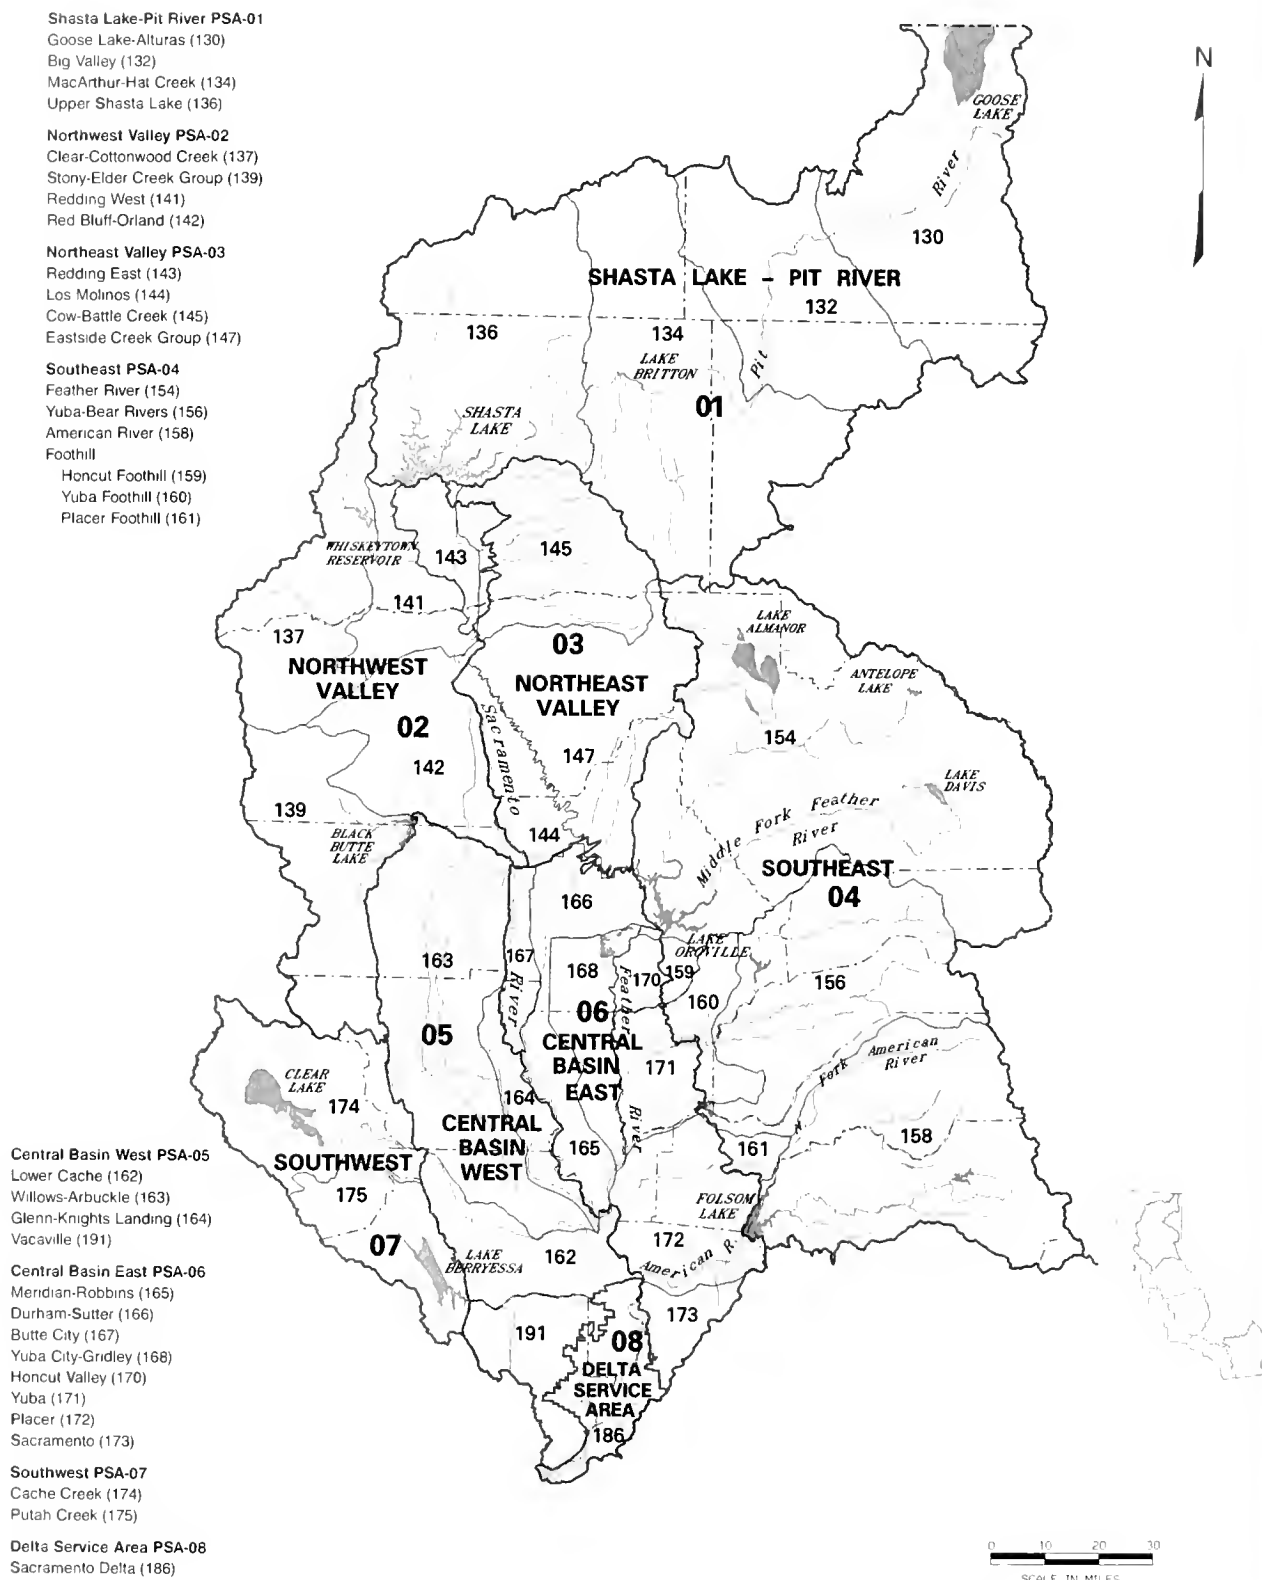 Shasta Lake-Pit River PSA-01
Goose Lake-Alturas (130)
Big Valley (132)
MacArthur-Hat Creek (134)
Upper Shasta Lake (136)
Northwest Valley PSA-02
Clear-Cottonwood Creek (137)
Stony-Elder Creek Group (139)
Redding West (141)
Red Bluff-Orland (142)
Northeast Valley PSA-03
Redding East (143)
Los Molinos (144)
Cow-Battle Creek (145)
Eastside Creek Group (147)
Southeast PSA-04
Feather River (154)
Yuba-Bear Rivers (156)
American River (158)
Foothill
Honcut Foothill (159)
Yuba Foothill (160)
Placer Foothill (161)
Central Basin West PSA-05
Lower Cache (162)
Willows-Arbuckle (163)
Glenn-Knights Landing (164)
Vacaville (191)
Central Basin East PSA-06
Meridian-Robbins (165)
Durham-Sutter (166)
Butte City (167)
Yuba City-Gridley (168)
Honcut Valley (170)
Yuba (171)
Placer (172)
Sacramento (173)
Southwest PSA-07
Cache Creek (174)
Putah Creek (175)
Delta Service Area PSA-08
Sacramento Delta (186)
N
GOOSE
LAKE
River
130
SHASTA LAKE - PIT RIVER
132
136
134
LAKE
BRITTON
Pit
01
SHASTA
LAKE
WHISKEYTOWN
RESERVOIR
143
145
141
137
LAKE
ALMANOR
03
NORTHWEST
VALLEY
NORTHEAST
VALLEY
ANTELOPE
LAKE
02
Sacramento
154
147
142
LAKE
DAVIS
139
Middle Fork Feather
River
BLACK
BUTTE
LAKE
144
SOUTHEAST
04
166
LAKE
OROVILLE
163
167
168
170
159
156
River
Feather
160
06
05
CENTRAL
BASIN
EAST
Fork American
River
CLEAR
LAKE
171
174
164
CENTRAL
BASIN
WEST
River
158
165
161
SOUTHWEST
175
FOLSOM
LAKE
07
172
American R.
LAKE
BERRYESSA
162
173
191
08
DELTA
SERVICE
AREA
186
0 10 20 30
SCALE IN MILES